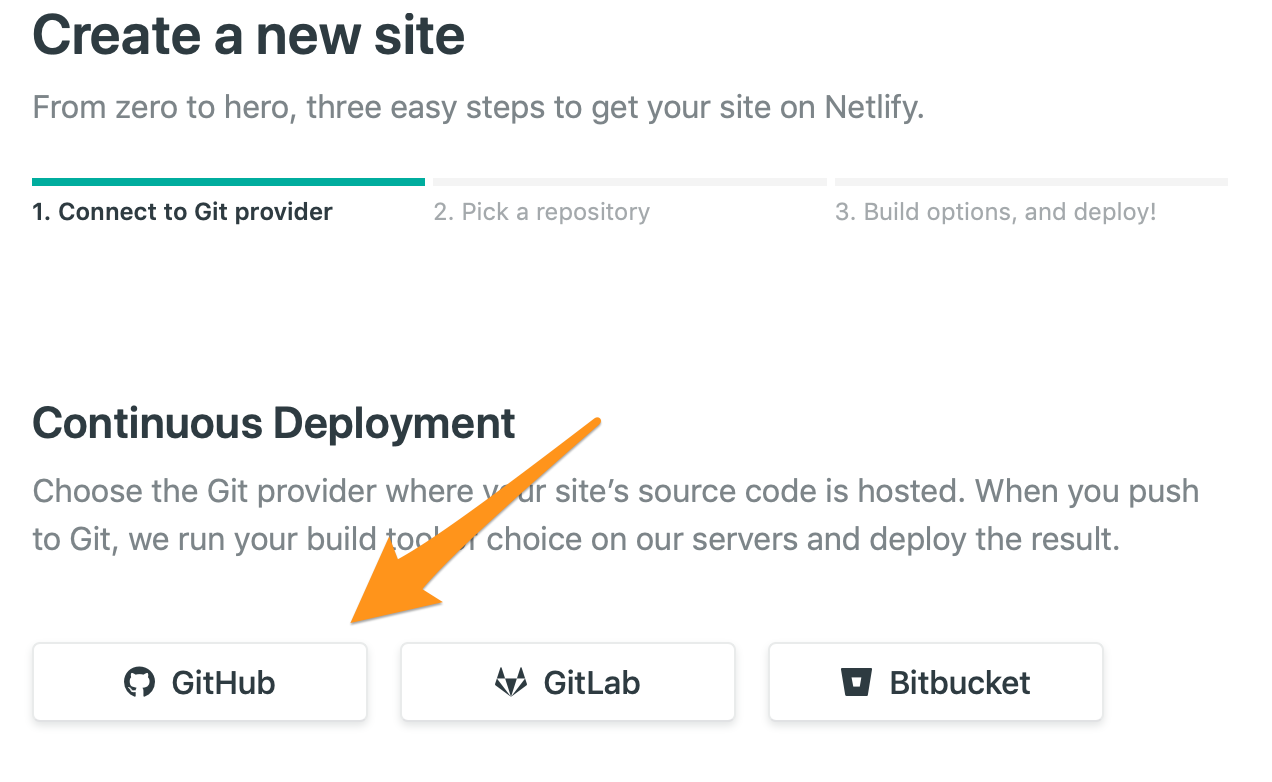 Create a new site
From zero to hero, three easy steps to get your site on Netlify.
1. Connect to Git provider
2. Pick a repository
3. Build options, and deploy!
Continuous Deployment
Choose the Git provider where your site’s source code is hosted. When you push
to Git, we run your build tool of choice on our servers and deploy the result.
GitHub
GitLab
Bitbucket